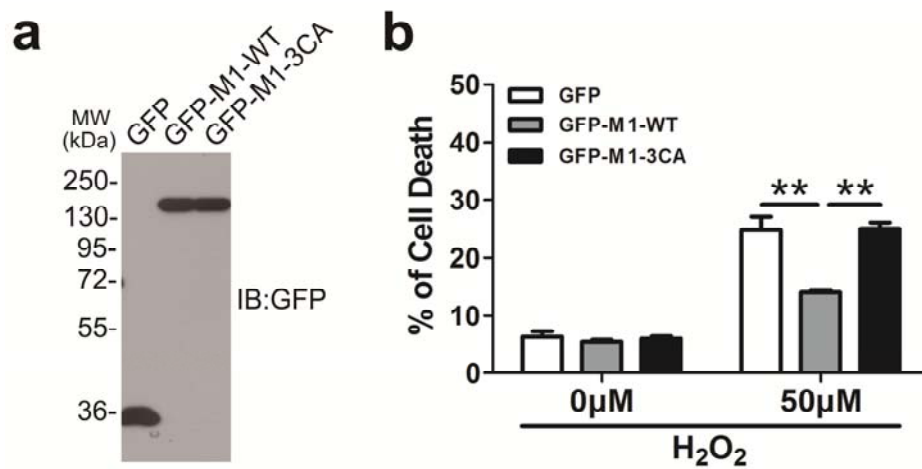 a
MW
(kDa)
GFP
GFP-M1-WT
GFP-M1-3CA
250-
130-
95-
72-
55-
36-
IB:GFP
b
% of Cell Death
50
40
30
20
10
0
GFP
GFP-M1-WT
GFP-M1-3CA
** **
0µM 50µM
H₂O₂